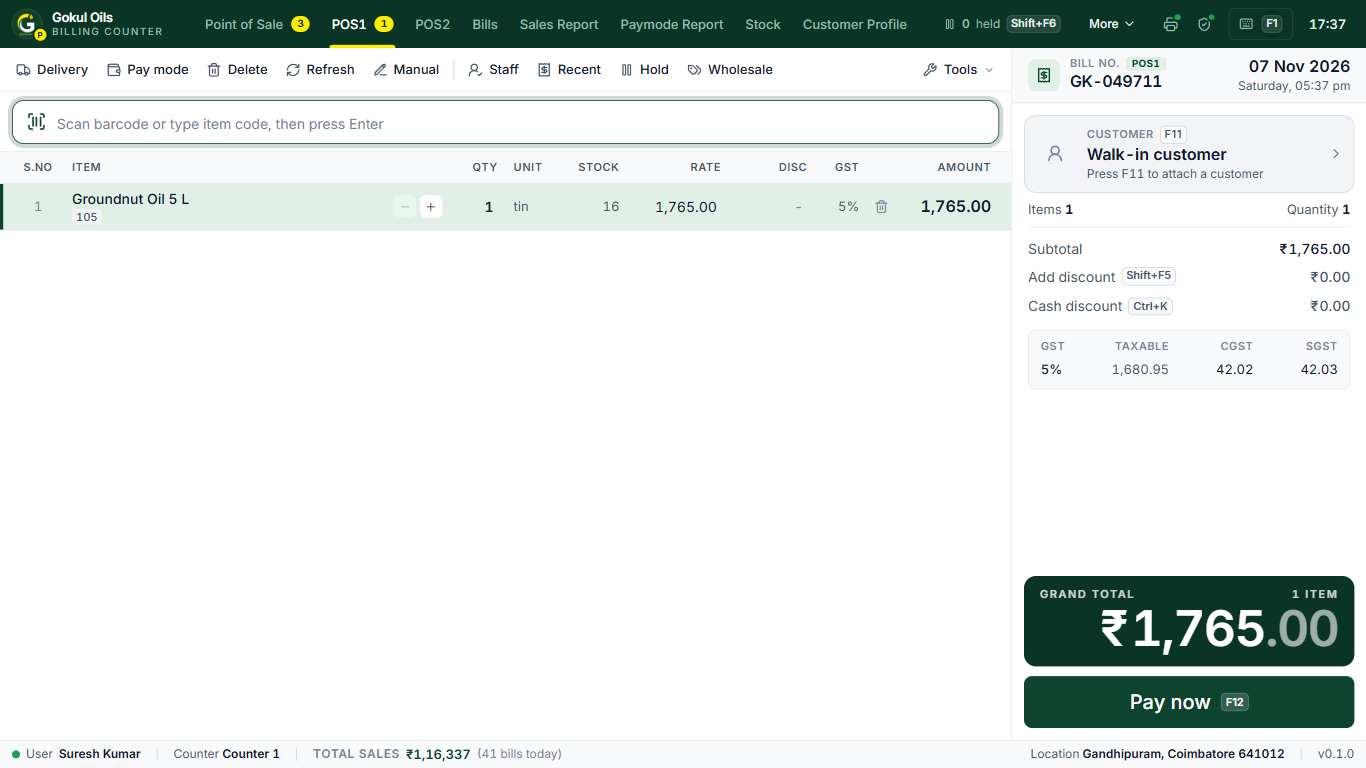 Gokul Oils
BILLING COUNTER
P
Point of Sale 3 POS1 1 POS2 Bills Sales Report Paymode Report Stock Customer Profile 0 held Shift+F6 More F1 17:37
Delivery Pay mode Delete Refresh Manual Staff Recent Hold Wholesale Tools
Scan barcode or type item code, then press Enter
S.NO ITEM QTY UNIT STOCK RATE DISC GST AMOUNT
1 Groundnut Oil 5 L − + 1 tin 16 1,765.00 - 5% 1,765.00
105
BILL NO. POS1
GK-049711
07 Nov 2026
Saturday, 05:37 pm
CUSTOMER F11
Walk-in customer
Press F11 to attach a customer
Items 1 Quantity 1
Subtotal ₹1,765.00
Add discount Shift+F5 ₹0.00
Cash discount Ctrl+K ₹0.00
GST TAXABLE CGST SGST
5% 1,680.95 42.02 42.03
GRAND TOTAL 1 ITEM
₹1,765.00
Pay now F12
User Suresh Kumar Counter Counter 1 TOTAL SALES ₹1,16,337 (41 bills today) Location Gandhipuram, Coimbatore 641012 v0.1.0